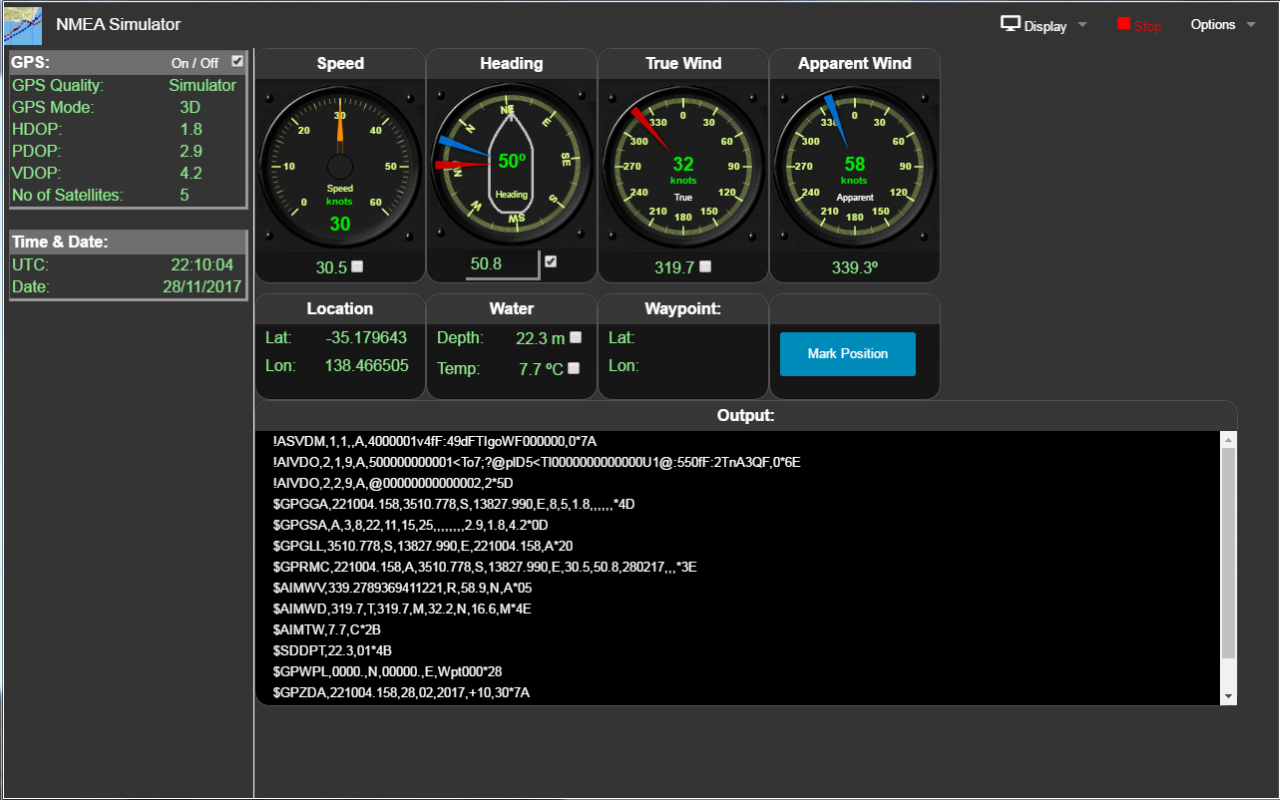 NMEA Simulator
Display
Stop
Options
GPS: On / Off
GPS Quality: Simulator
GPS Mode: 3D
HDOP: 1.8
PDOP: 2.9
VDOP: 4.2
No of Satellites: 5
Time & Date:
UTC: 22:10:04
Date: 28/11/2017
Speed
0 10 20 30 40 50 60
Speed
knots
30
30.5
Heading
N NE E SE S SW W NW
50º
Heading
50.8
True Wind
0 30 60 90 120 150 180 210 240 270 300 330
32
knots
True
319.7
Apparent Wind
0 30 60 90 120 150 180 210 240 270 300 330
58
knots
Apparent
339.3º
Location
Lat: -35.179643
Lon: 138.466505
Water
Depth: 22.3 m
Temp: 7.7 ºC
Waypoint:
Lat:
Lon:
Mark Position
Output:
!ASVDM,1,1,,A,4000001v4fF:49dFTIgoWF000000,0*7A
!AIVDO,2,1,9,A,500000000001<To7;?@pID5<TI0000000000000U1@:550fF:2TnA3QF,0*6E
!AIVDO,2,2,9,A,@00000000000002,2*5D
$GPGGA,221004.158,3510.778,S,13827.990,E,8,5,1.8,,,,,,*4D
$GPGSA,A,3,8,22,11,15,25,,,,,,,,2.9,1.8,4.2*0D
$GPGLL,3510.778,S,13827.990,E,221004.158,A*20
$GPRMC,221004.158,A,3510.778,S,13827.990,E,30.5,50.8,280217,,,*3E
$AIMWV,339.2789369411221,R,58.9,N,A*05
$AIMWD,319.7,T,319.7,M,32.2,N,16.6,M*4E
$AIMTW,7.7,C*2B
$SDDPT,22.3,01*4B
$GPWPL,0000.,N,00000.,E,Wpt000*28
$GPZDA,221004.158,28,02,2017,+10,30*7A